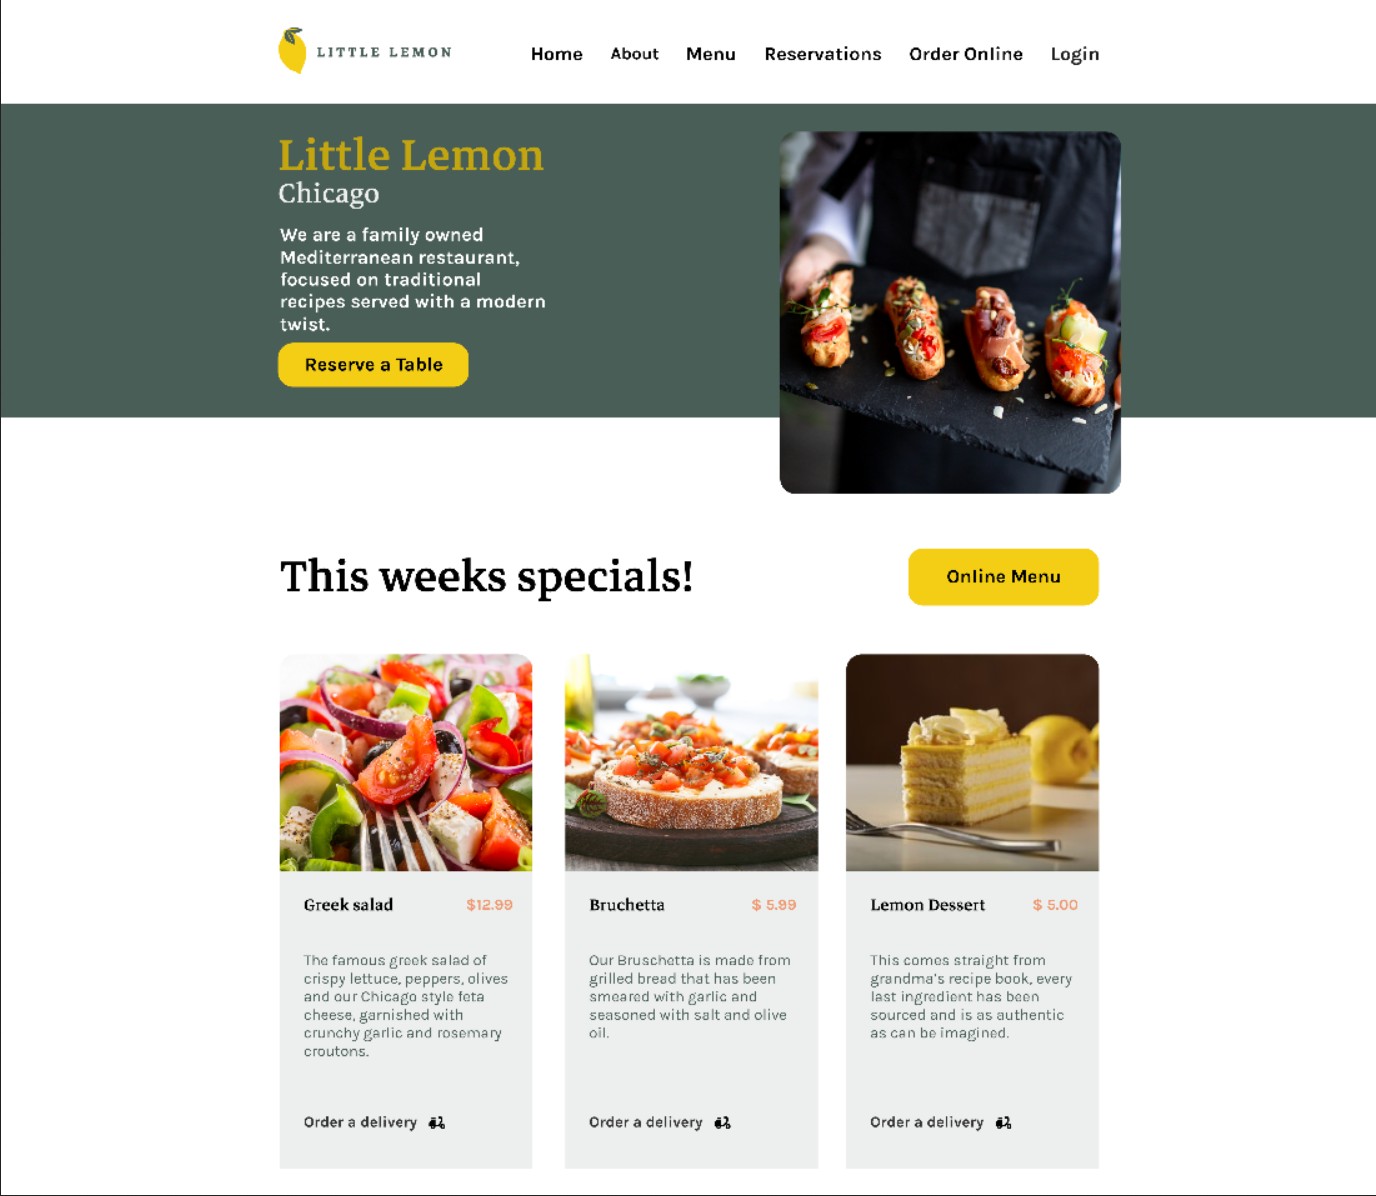 LITTLE LEMON
Home About Menu Reservations Order Online Login
Little Lemon
Chicago
We are a family owned
Mediterranean restaurant,
focused on traditional
recipes served with a modern
twist.
Reserve a Table
This weeks specials!
Online Menu
Greek salad $12.99
The famous greek salad of
crispy lettuce, peppers, olives
and our Chicago style feta
cheese, garnished with
crunchy garlic and rosemary
croutons.
Order a delivery
Bruchetta $ 5.99
Our Bruschetta is made from
grilled bread that has been
smeared with garlic and
seasoned with salt and olive
oil.
Order a delivery
Lemon Dessert $ 5.00
This comes straight from
grandma's recipe book, every
last ingredient has been
sourced and is as authentic
as can be imagined.
Order a delivery